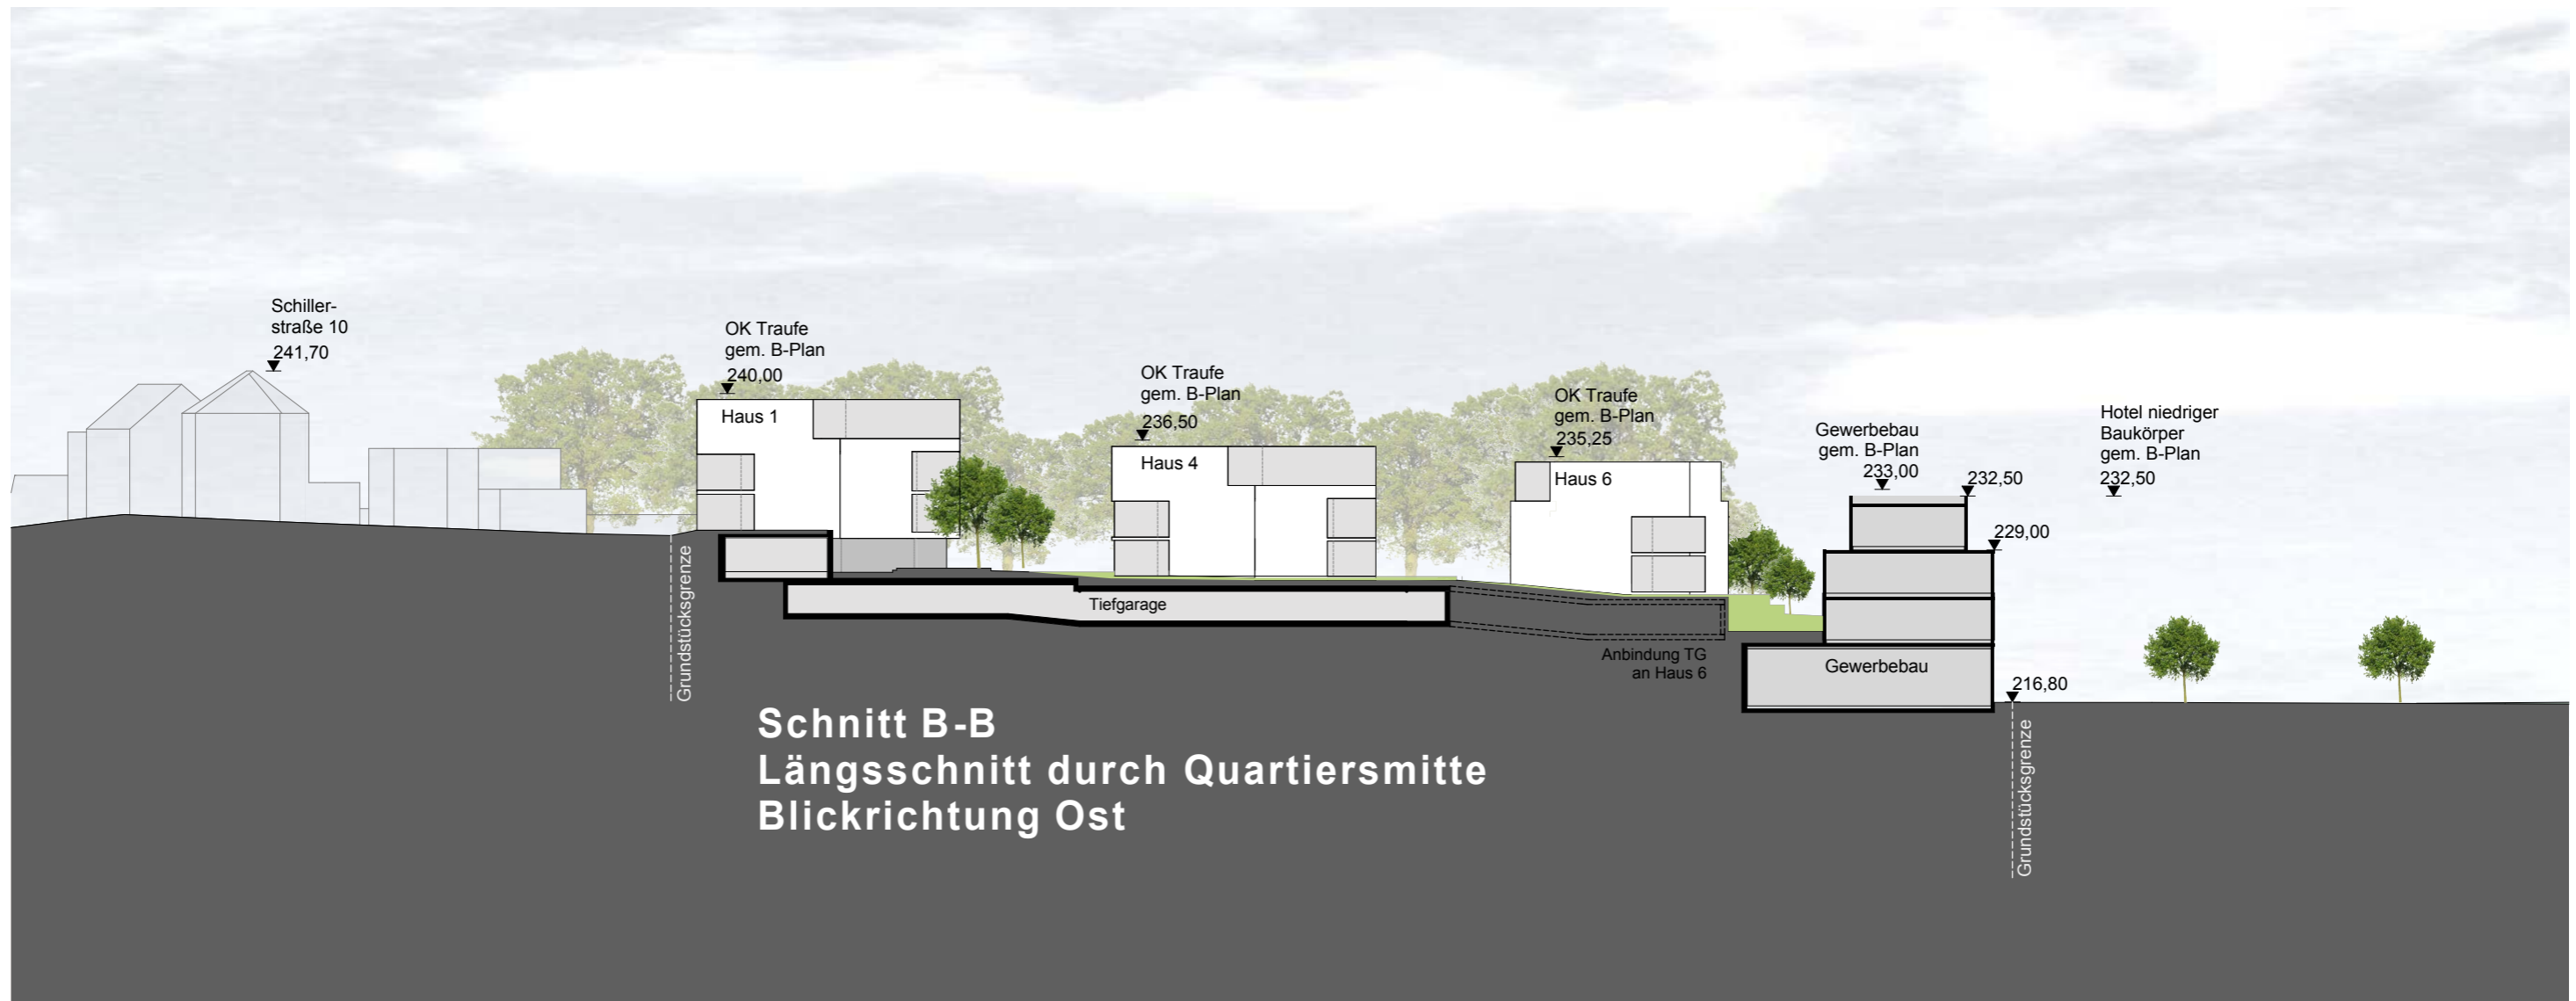 Schiller-
straße 10
241,70
OK Traufe
gem. B-Plan
240,00
Haus 1
OK Traufe
gem. B-Plan
236,50
Haus 4
OK Traufe
gem. B-Plan
235,25
Haus 6
Gewerbebau
gem. B-Plan
233,00
232,50
229,00
Hotel niedriger
Baukörper
gem. B-Plan
232,50
Grundstücksgrenze
Tiefgarage
Anbindung TG
an Haus 6
Gewerbebau
216,80
Grundstücksgrenze
Schnitt B-B
Längsschnitt durch Quartiersmitte
Blickrichtung Ost